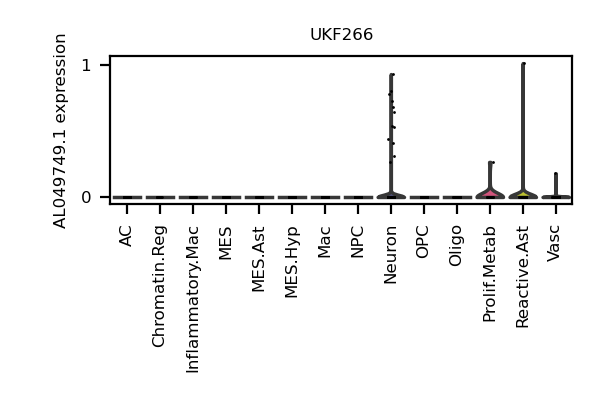 UKF266
AL049749.1 expression
1
0
AC
Chromatin.Reg
Inflammatory.Mac
MES
MES.Ast
MES.Hyp
Mac
NPC
Neuron
OPC
Oligo
Prolif.Metab
Reactive.Ast
Vasc